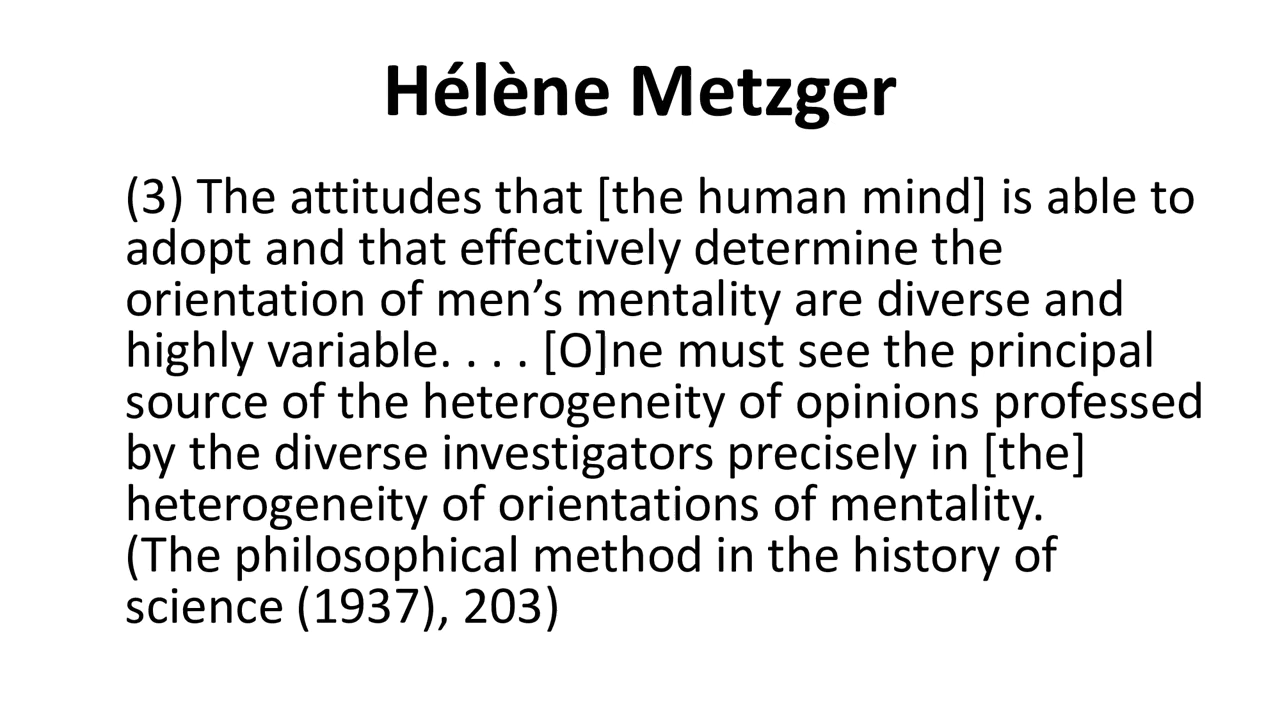 Hélène Metzger
(3) The attitudes that [the human mind] is able to
adopt and that effectively determine the
orientation of men’s mentality are diverse and
highly variable. . . . [O]ne must see the principal
source of the heterogeneity of opinions professed
by the diverse investigators precisely in [the]
heterogeneity of orientations of mentality.
(The philosophical method in the history of
science (1937), 203)